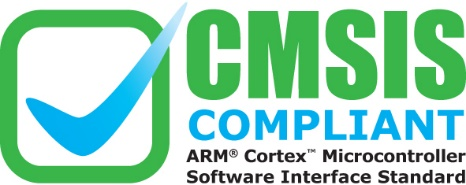 CMSIS
COMPLIANT
ARM® Cortex™ Microcontroller
Software Interface Standard